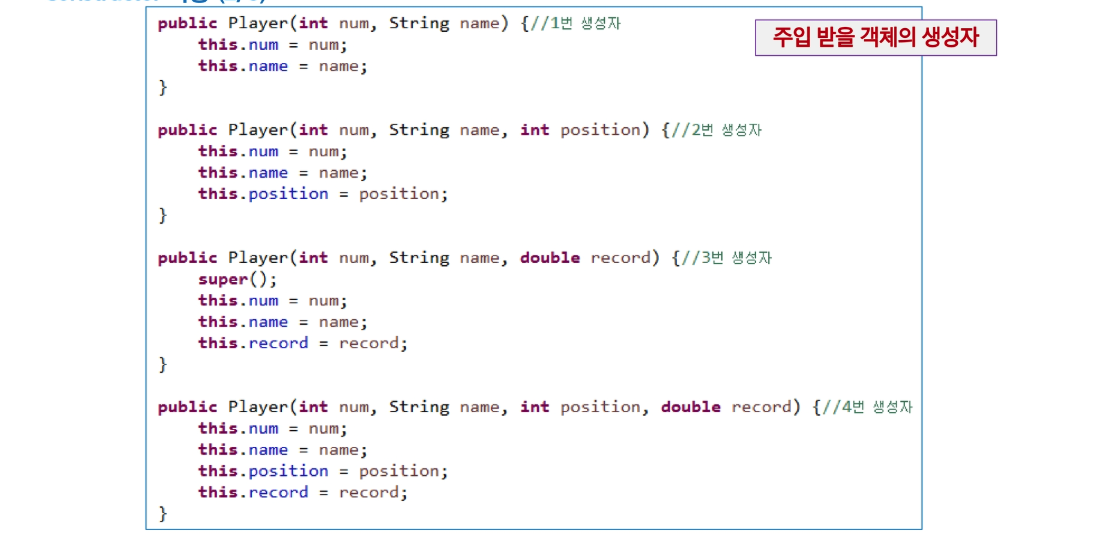 public Player(int num, String name) {//1번 생성자
주입 받을 객체의 생성자
this.num = num;
this.name = name;
}
public Player(int num, String name, int position) {//2번 생성자
this.num = num;
this.name = name;
this.position = position;
}
public Player(int num, String name, double record) {//3번 생성자
super();
this.num = num;
this.name = name;
this.record = record;
}
public Player(int num, String name, int position, double record) {//4번 생성자
this.num = num;
this.name = name;
this.position = position;
this.record = record;
}